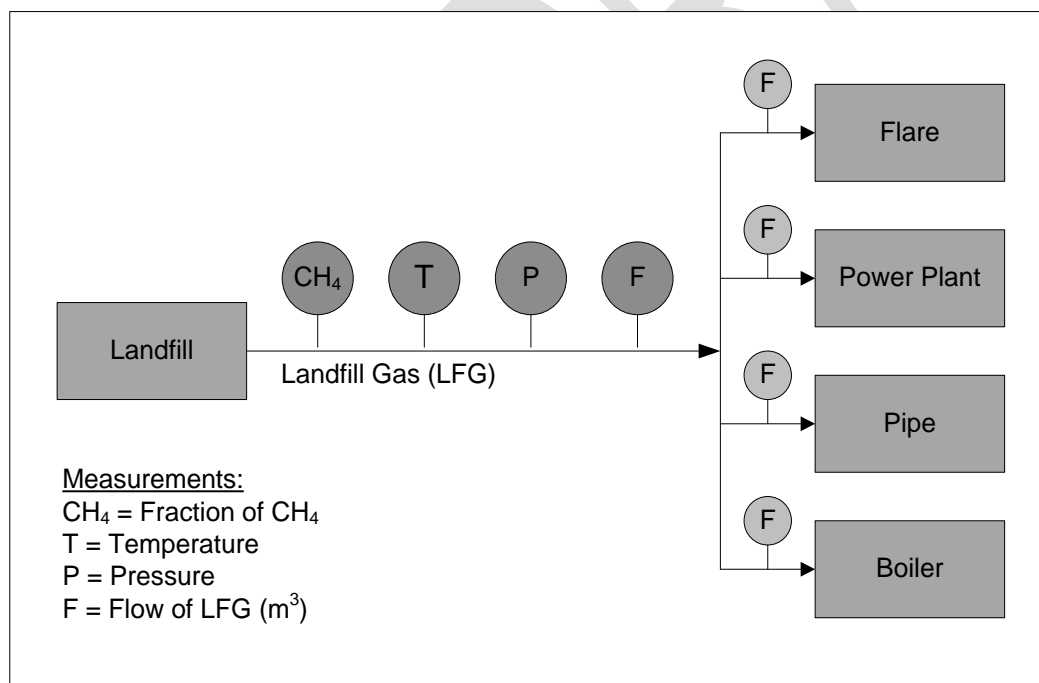 F
Flare
F
Power Plant
CH₄
T
P
F
Landfill
Landfill Gas (LFG)
F
Pipe
F
Boiler
Measurements:
CH₄ = Fraction of CH₄
T = Temperature
P = Pressure
F = Flow of LFG (m³)